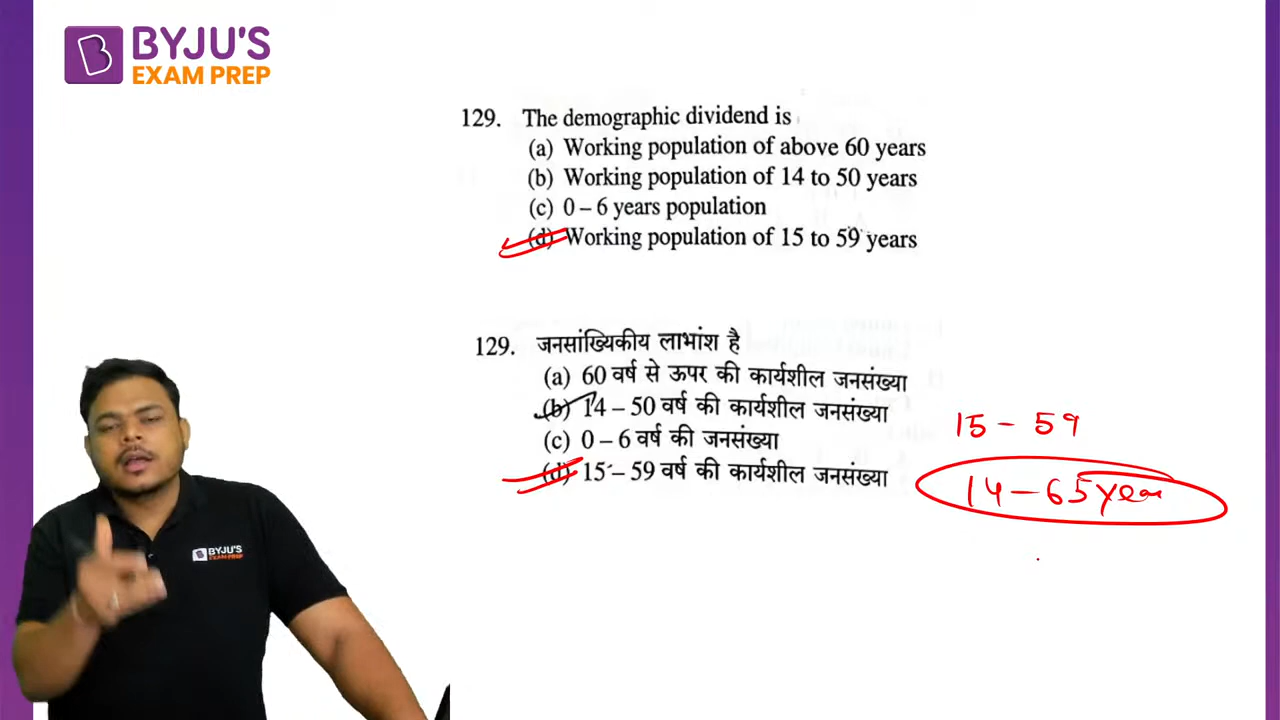 BYJU'S
EXAM PREP
129. The demographic dividend is
(a) Working population of above 60 years
(b) Working population of 14 to 50 years
(c) 0 – 6 years population
(d) Working population of 15 to 59 years
129. जनसांख्यिकीय लाभांश है
(a) 60 वर्ष से ऊपर की कार्यशील जनसंख्या
(b) 14 – 50 वर्ष की कार्यशील जनसंख्या
(c) 0 – 6 वर्ष की जनसंख्या
(d) 15 – 59 वर्ष की कार्यशील जनसंख्या
15 - 59
14 - 65 year
BYJU'S
EXAM PREP